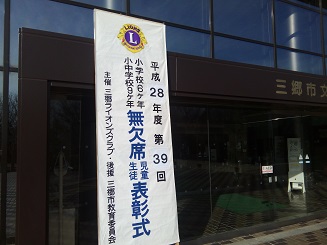 LIONS
平成28年度 第39回
小学校6ケ年
小中学校9ケ年
無欠席
児童
生徒
表彰式
主催 三郷ライオンズクラブ・後援 三郷市教育委員会
三郷市文